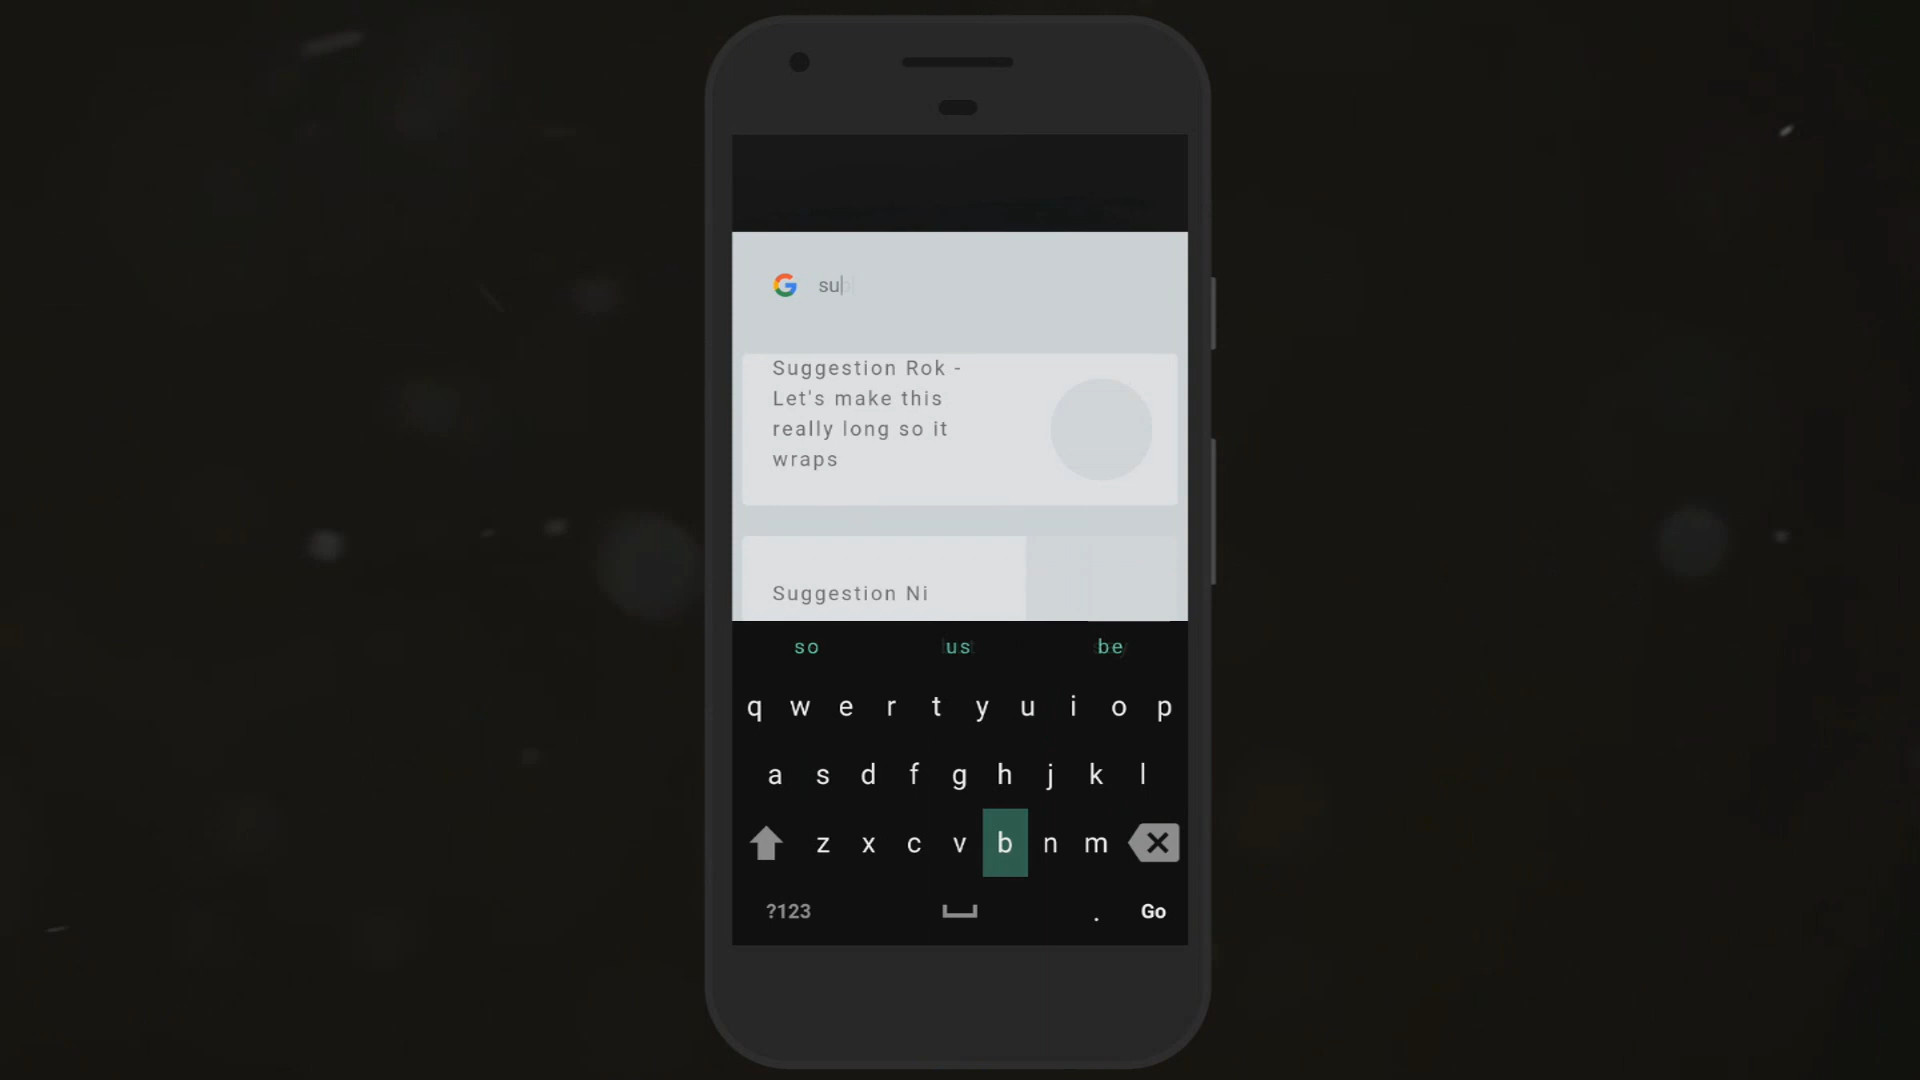 su
Suggestion Rok -
Let's make this
really long so it
wraps
Suggestion Ni
so us be
q w e r t y u i o p
a s d f g h j k l
z x c v b n m
?123 . Go